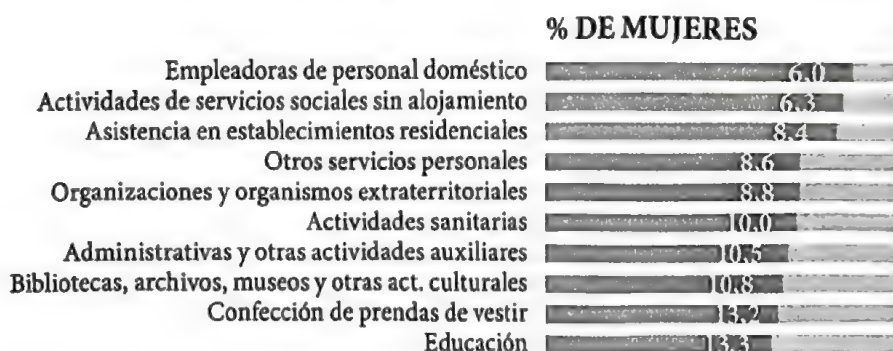 % DE MUJERES
Empleadoras de personal doméstico 6.0
Actividades de servicios sociales sin alojamiento 6.3
Asistencia en establecimientos residenciales 8.4
Otros servicios personales 8.6
Organizaciones y organismos extraterritoriales 8.8
Actividades sanitarias 10.0
Administrativas y otras actividades auxiliares 10.5
Bibliotecas, archivos, museos y otras act. culturales 10.8
Confección de prendas de vestir 13.2
Educación 13.3